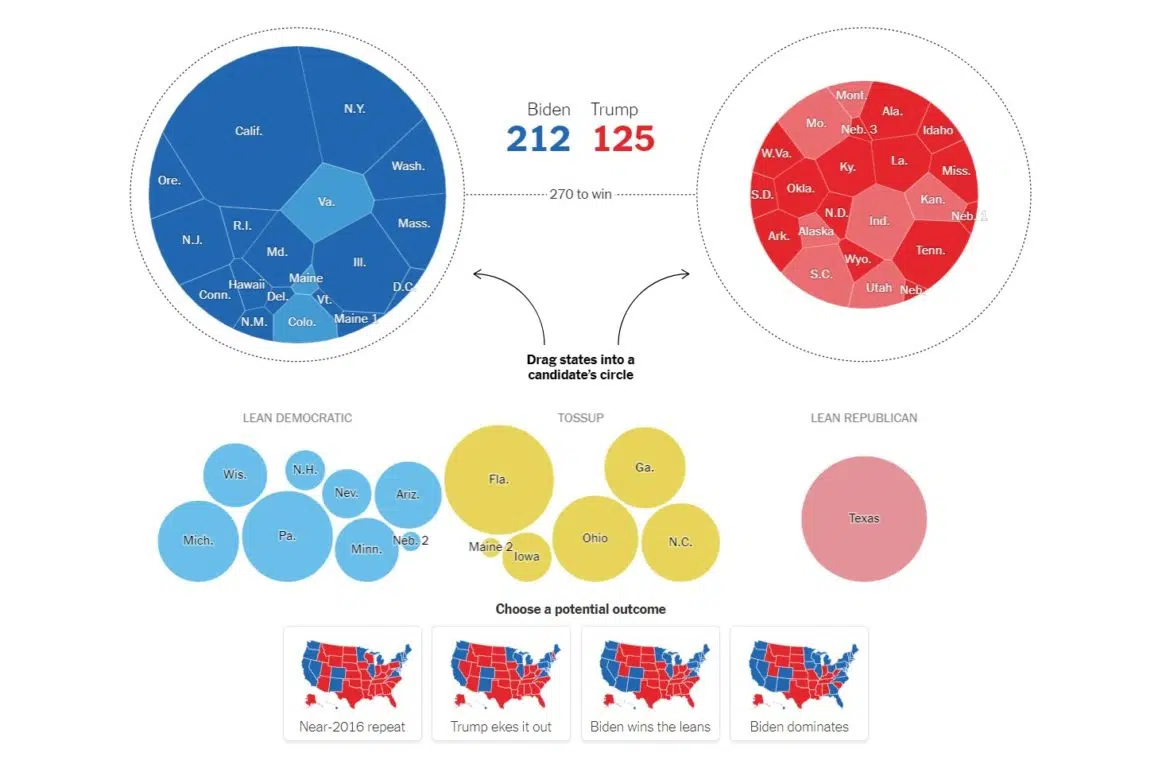 Biden Trump
212 125
270 to win
Calif.
N.Y.
Wash.
Ore.
Va.
Mass.
R.I.
N.J.
Md.
Ill.
Maine
Hawaii
Conn.
Del.
Vt.
D.C.
N.M.
Colo.
Maine 1
Mont.
Ala.
Mo.
Neb. 3
Idaho
W.Va.
Ky.
La.
Miss.
S.D.
Okla.
Kan.
N.D.
Ind.
Neb. 1
Ark.
Alaska
Tenn.
Wyo.
S.C.
Utah
Neb.
Drag states into a
candidate's circle
LEAN DEMOCRATIC
TOSSUP
LEAN REPUBLICAN
Wis.
N.H.
Nev.
Ariz.
Mich.
Pa.
Minn.
Neb. 2
Fla.
Ga.
Maine 2
Iowa
Ohio
N.C.
Texas
Choose a potential outcome
Near-2016 repeat
Trump ekes it out
Biden wins the leans
Biden dominates